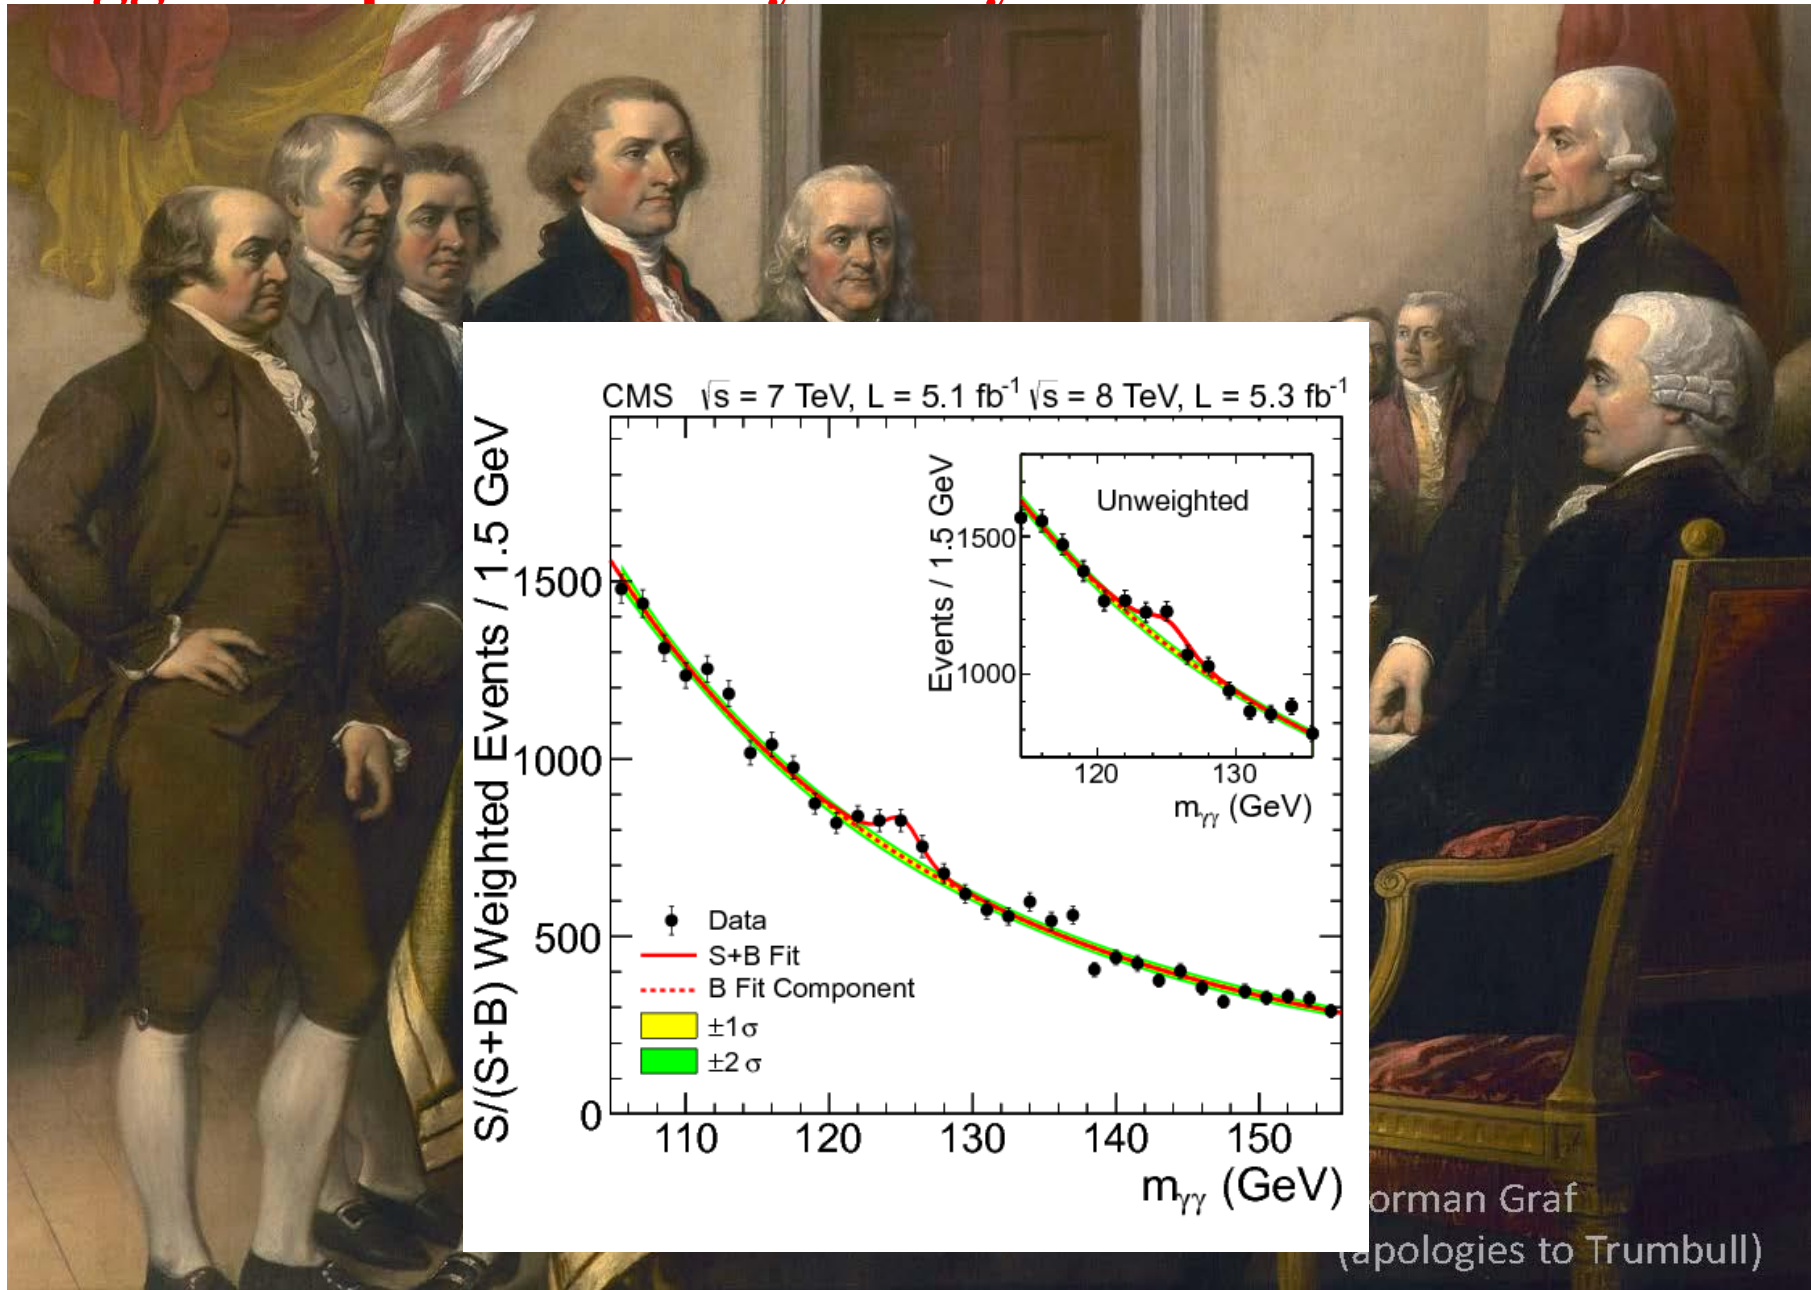 CMS √s = 7 TeV, L = 5.1 fb-1 √s = 8 TeV, L = 5.3 fb-1
S/(S+B) Weighted Events / 1.5 GeV
1500
1000
500
0
110 120 130 140 150
mγγ (GeV)
Data
S+B Fit
B Fit Component
±1σ
±2 σ
Unweighted
Events / 1.5 GeV
1500
1000
120 130
mγγ (GeV)
orman Graf
(apologies to Trumbull)